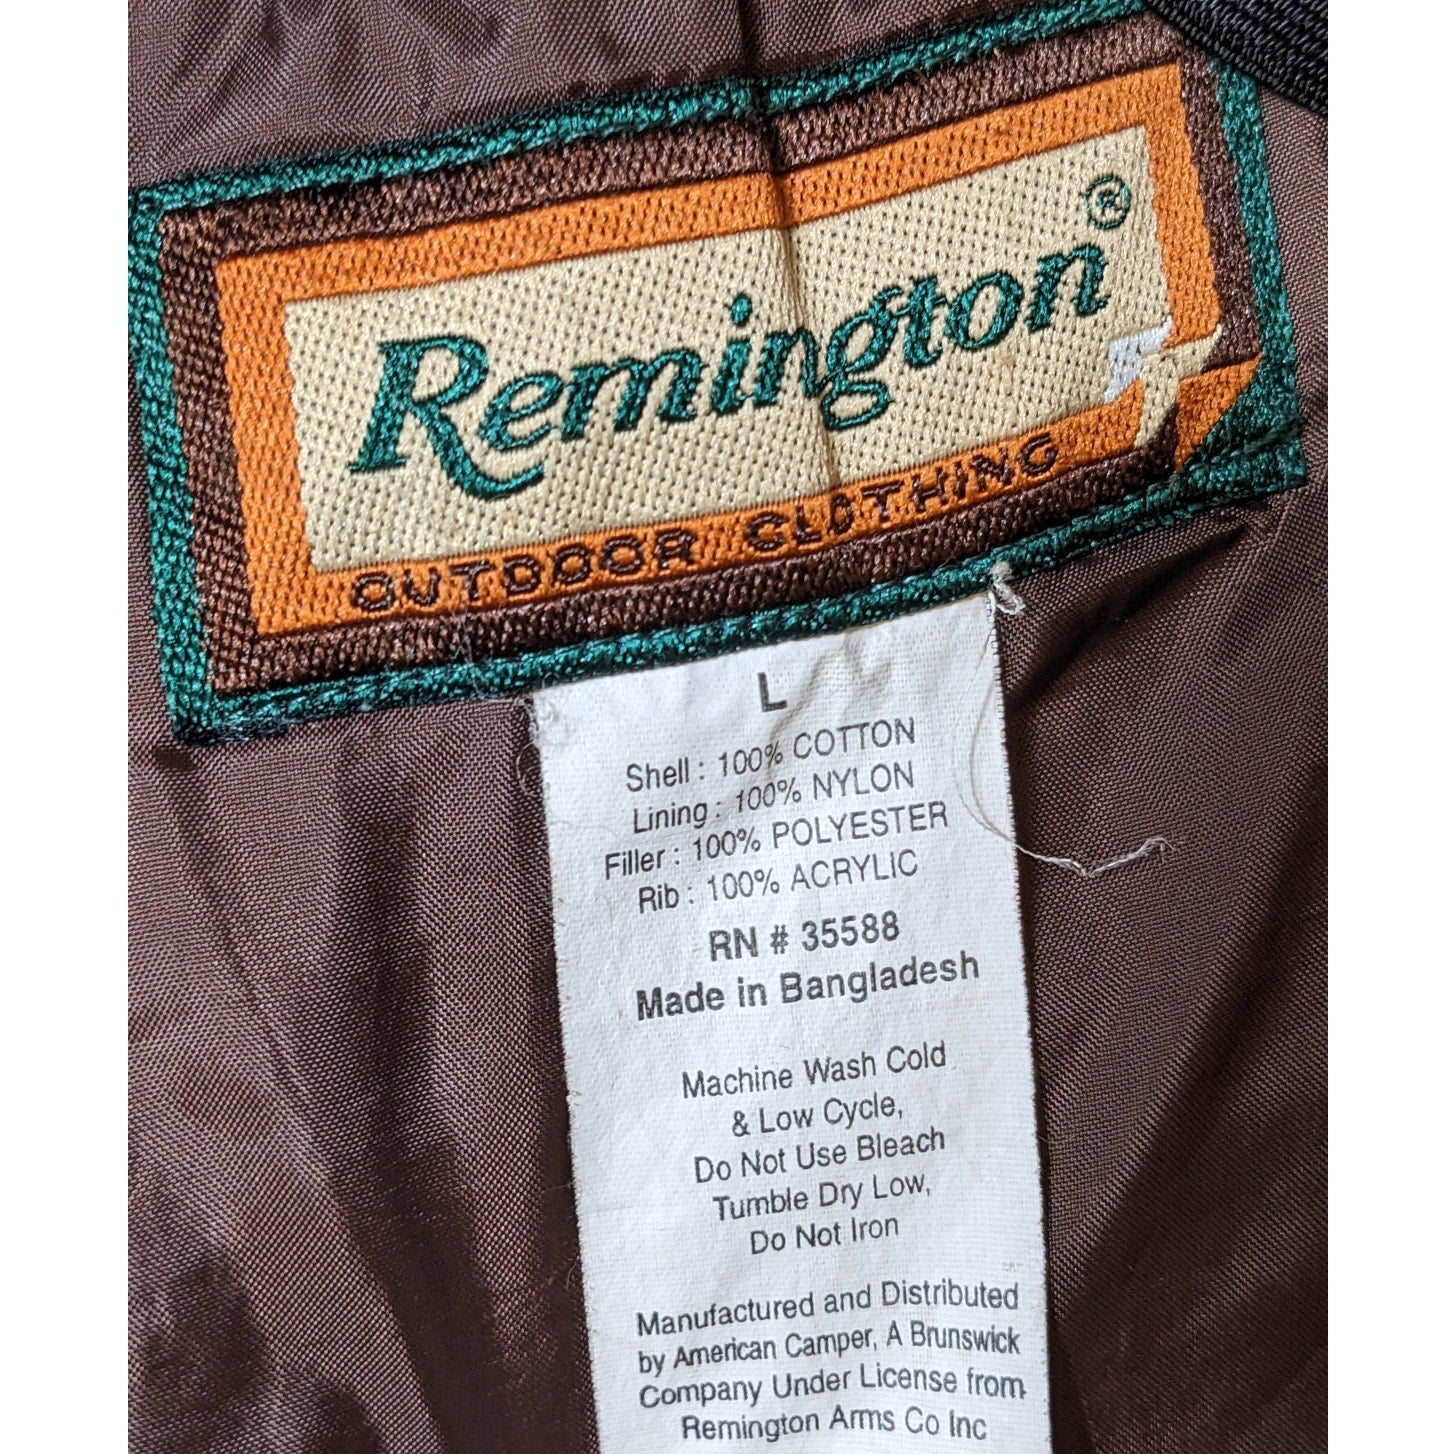 Remington®
OUTDOOR CLOTHING
L
Shell : 100% COTTON
Lining : 100% NYLON
Filler : 100% POLYESTER
Rib : 100% ACRYLIC
RN # 35588
Made in Bangladesh
Machine Wash Cold
& Low Cycle,
Do Not Use Bleach
Tumble Dry Low,
Do Not Iron
Manufactured and Distributed
by American Camper, A Brunswick
Company Under License from
Remington Arms Co Inc